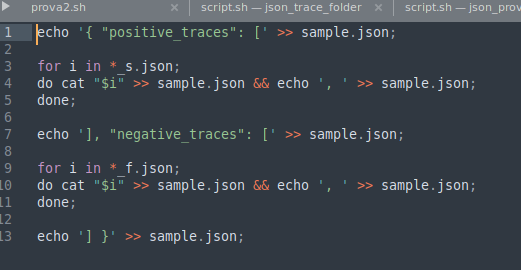 prova2.sh script.sh — json_trace_folder script.sh — json_prov
1 echo '{ "positive_traces": [' >> sample.json;
2
3 for i in *_s.json;
4 do cat "$i" >> sample.json && echo ', ' >> sample.json;
5 done;
6
7 echo '], "negative_traces": [' >> sample.json;
8
9 for i in *_f.json;
10 do cat "$i" >> sample.json && echo ', ' >> sample.json;
11 done;
12
13 echo '] }' >> sample.json;